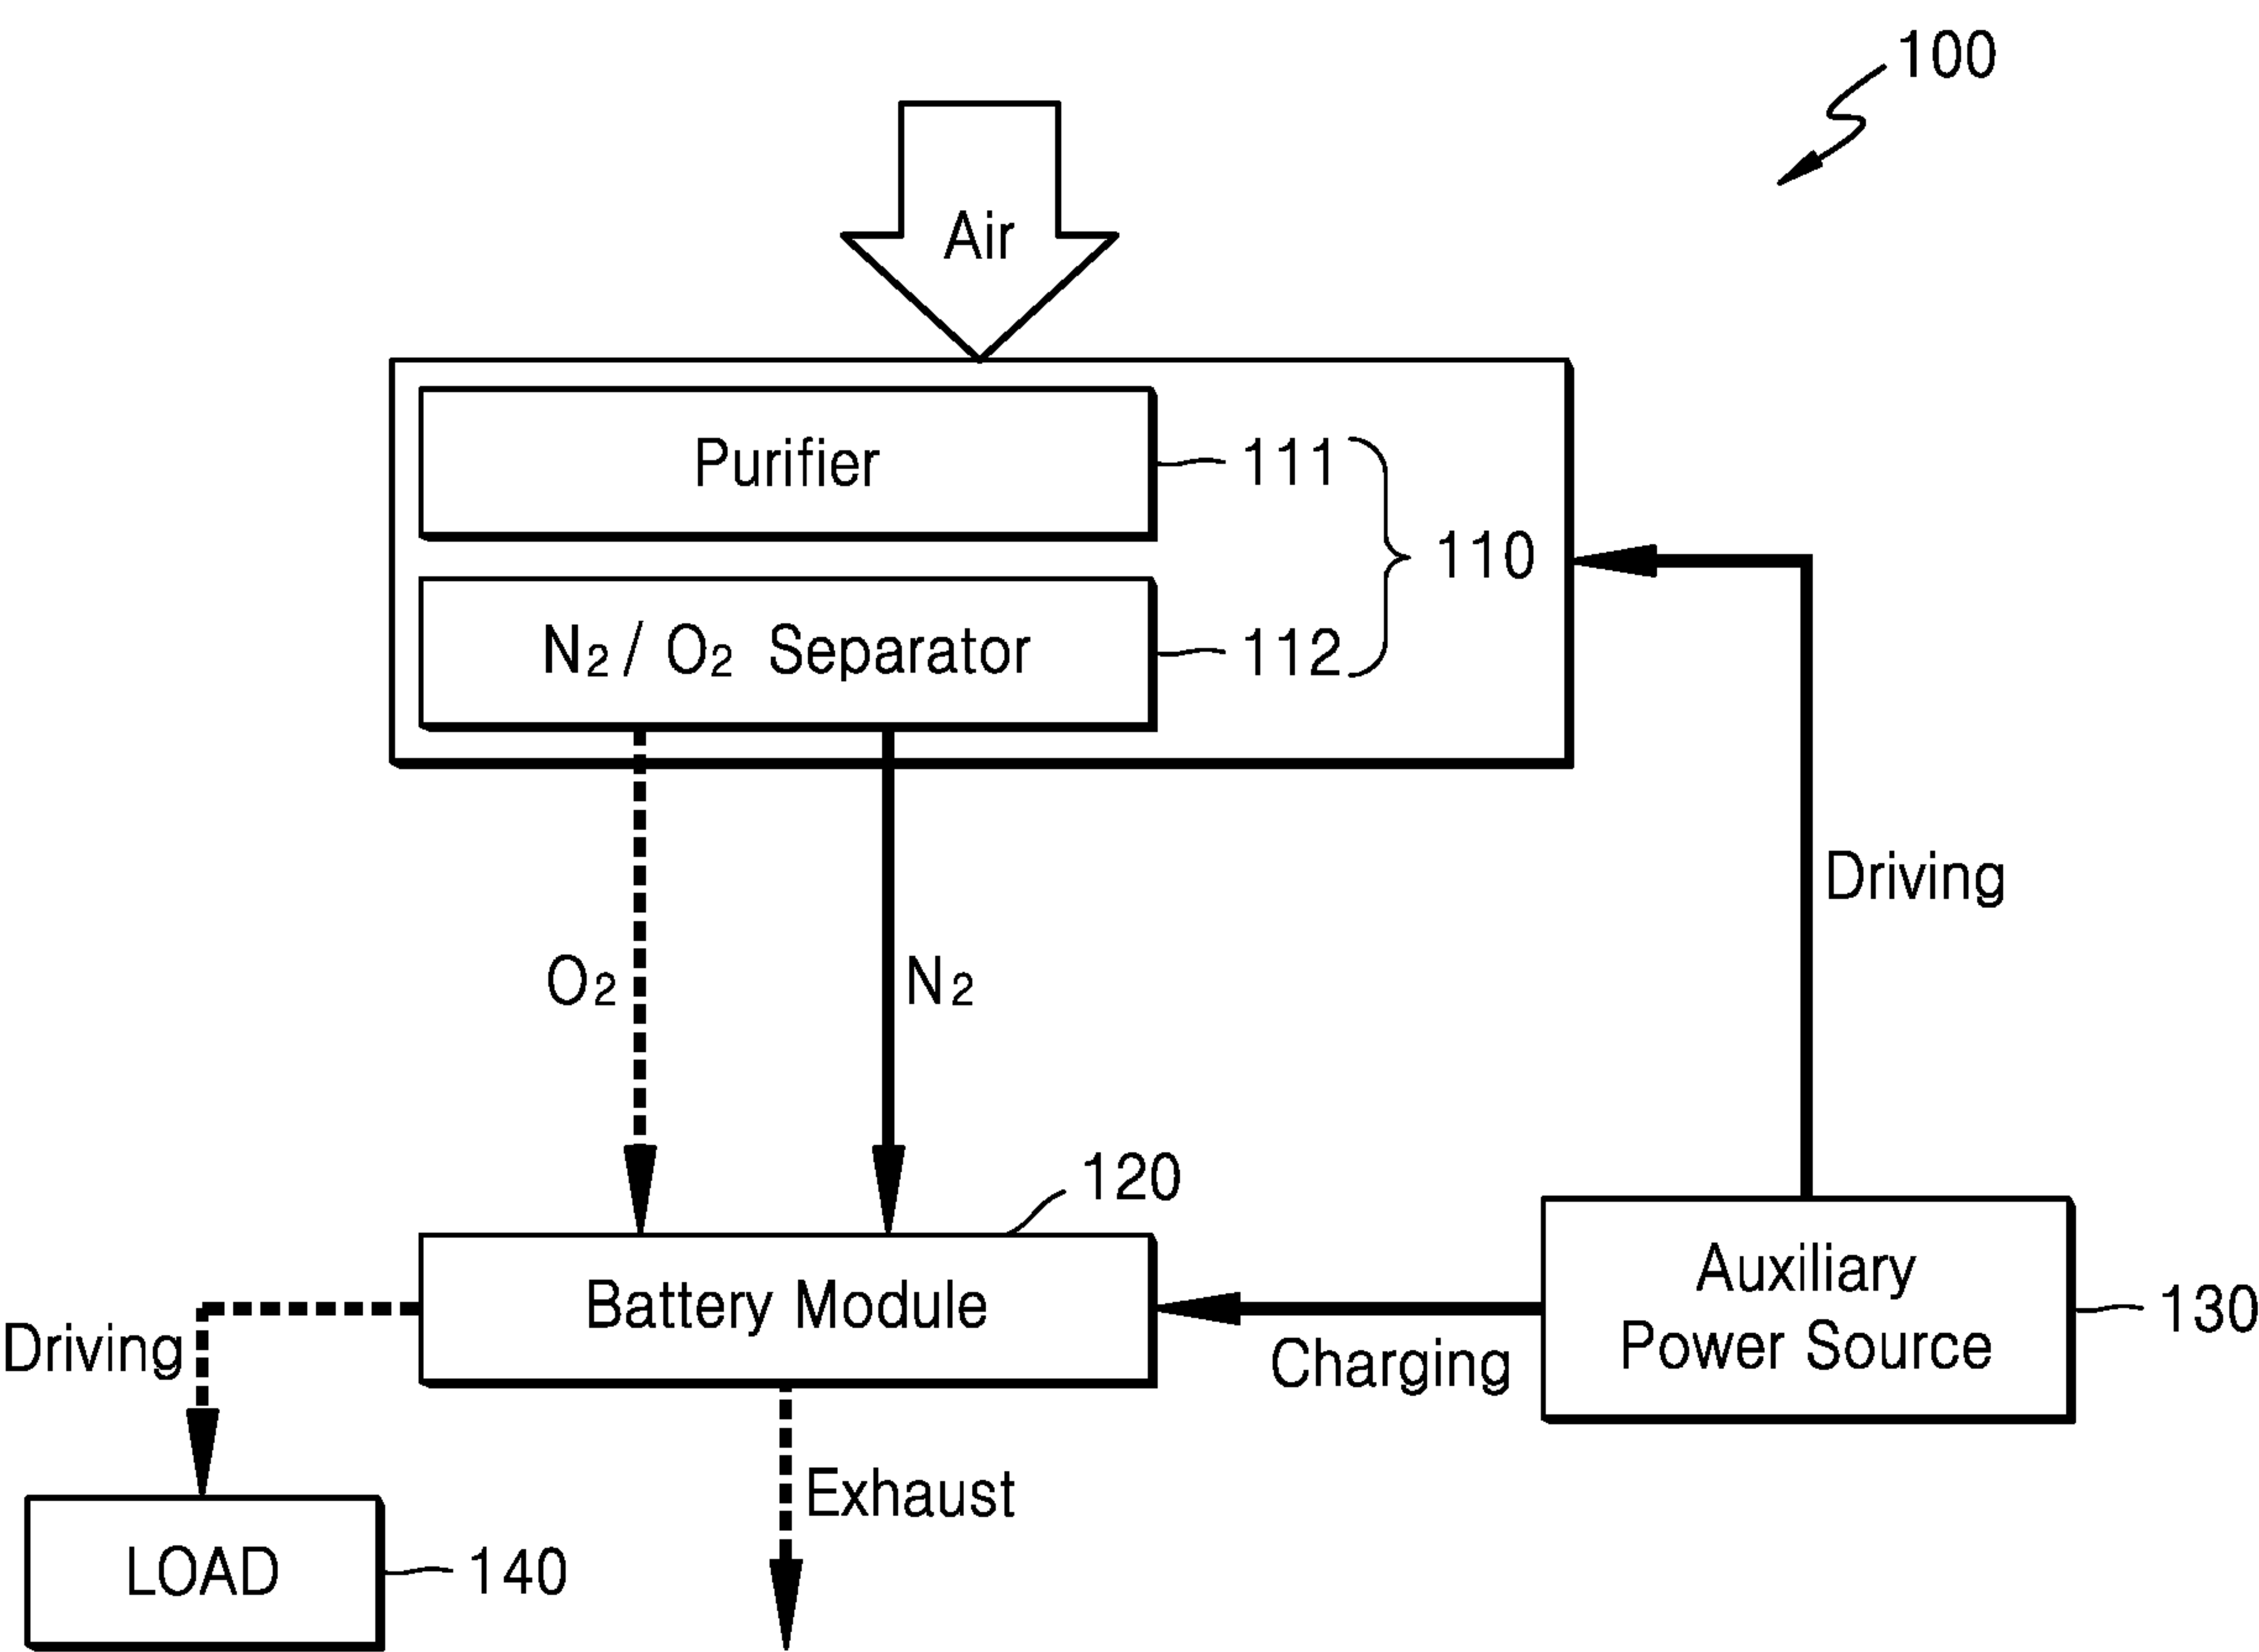 100
Air
Purifier
111
110
N₂ / O₂ Separator
112
Driving
O₂
N₂
120
Battery Module
Auxiliary
Power Source
130
Driving
Charging
Exhaust
LOAD
140